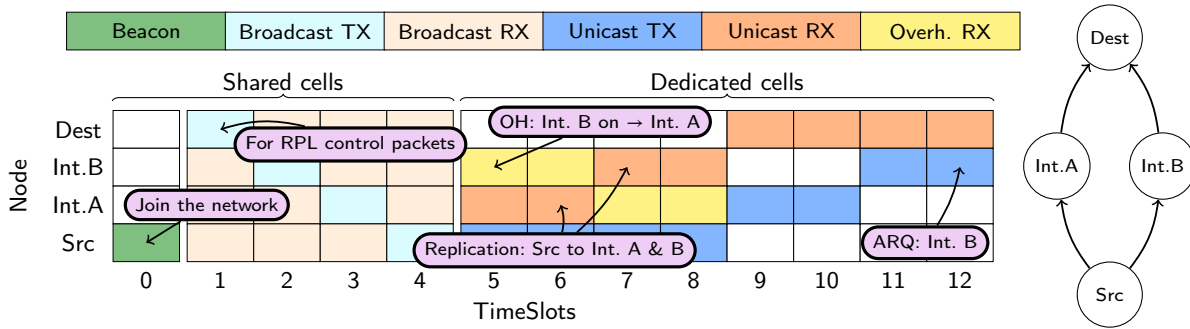 Beacon Broadcast TX Broadcast RX Unicast TX Unicast RX Overh. RX
Shared cells Dedicated cells
Node
Dest
Int.B
Int.A
Src
OH: Int. B on → Int. A
For RPL control packets
Join the network
Replication: Src to Int. A & B
ARQ: Int. B
0 1 2 3 4 5 6 7 8 9 10 11 12
TimeSlots
Dest
Int.A Int.B
Src